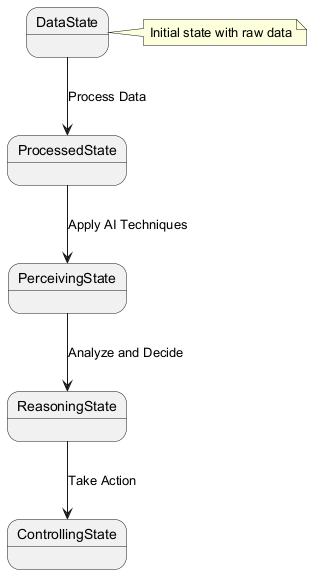 DataState
Initial state with raw data
Process Data
ProcessedState
Apply AI Techniques
PerceivingState
Analyze and Decide
ReasoningState
Take Action
ControllingState